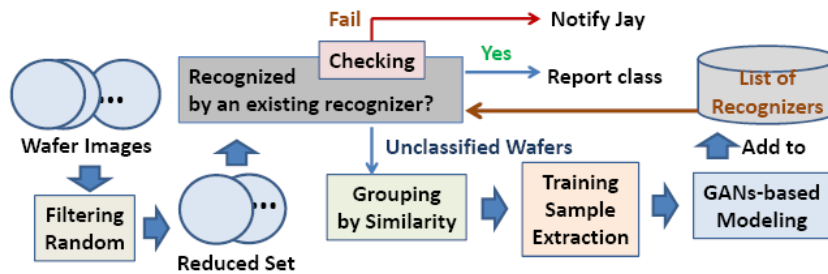 Fail
Notify Jay
Checking
Yes
Recognized
by an existing recognizer?
Report class
List of
Recognizers
...
Wafer Images
Unclassified Wafers
Add to
Filtering
Random
...
Reduced Set
Grouping
by Similarity
Training
Sample
Extraction
GANs-based
Modeling